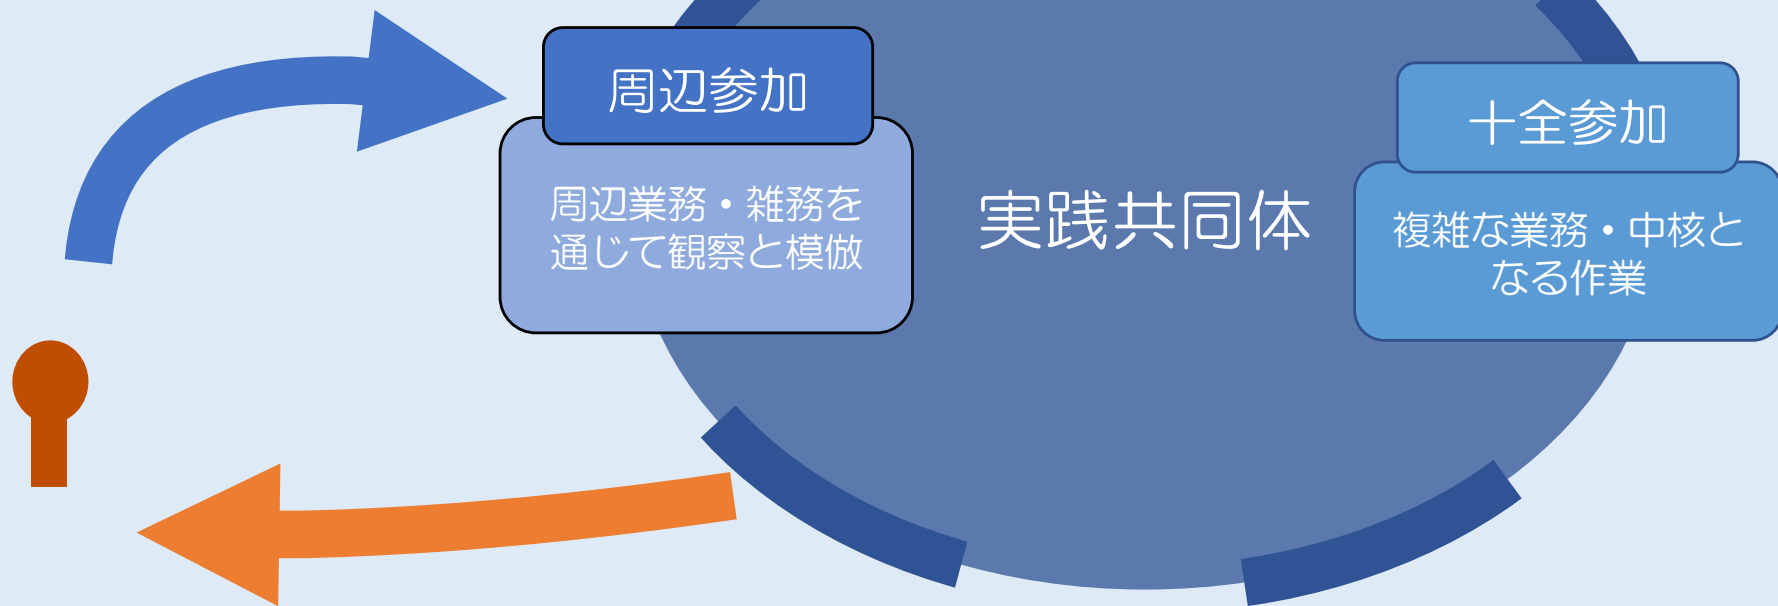 周辺参加
周辺業務・雑務を
通じて観察と模倣
実践共同体
十全参加
複雑な業務・中核と
なる作業